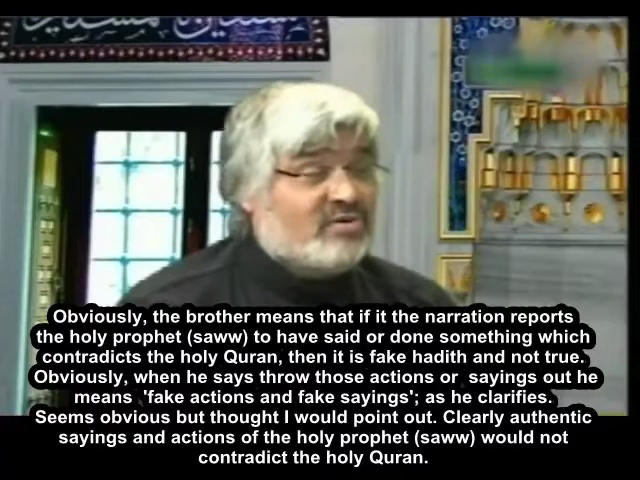 Obviously, the brother means that if it the narration reports
the holy prophet (saww) to have said or done something which
contradicts the holy Quran, then it is fake hadith and not true.
Obviously, when he says throw those actions or sayings out he
means 'fake actions and fake sayings'; as he clarifies.
Seems obvious but thought I would point out. Clearly authentic
sayings and actions of the holy prophet (saww) would not
contradict the holy Quran.